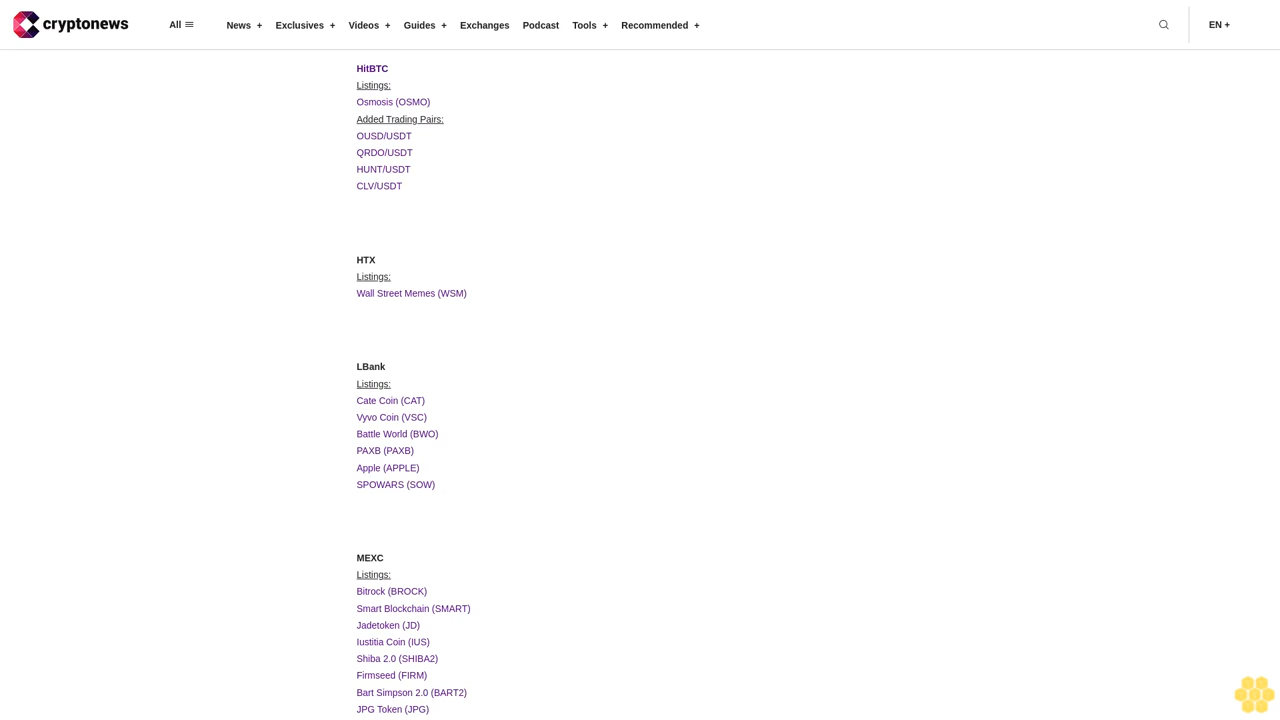 cryptonews
All
News +
Exclusives +
Videos +
Guides +
Exchanges
Podcast
Tools +
Recommended +
EN +
HitBTC
Listings:
Osmosis (OSMO)
Added Trading Pairs:
OUSD/USDT
QRDO/USDT
HUNT/USDT
CLV/USDT
HTX
Listings:
Wall Street Memes (WSM)
LBank
Listings:
Cate Coin (CAT)
Vyvo Coin (VSC)
Battle World (BWO)
PAXB (PAXB)
Apple (APPLE)
SPOWARS (SOW)
MEXC
Listings:
Bitrock (BROCK)
Smart Blockchain (SMART)
Jadetoken (JD)
Iustitia Coin (IUS)
Shiba 2.0 (SHIBA2)
Firmseed (FIRM)
Bart Simpson 2.0 (BART2)
JPG Token (JPG)